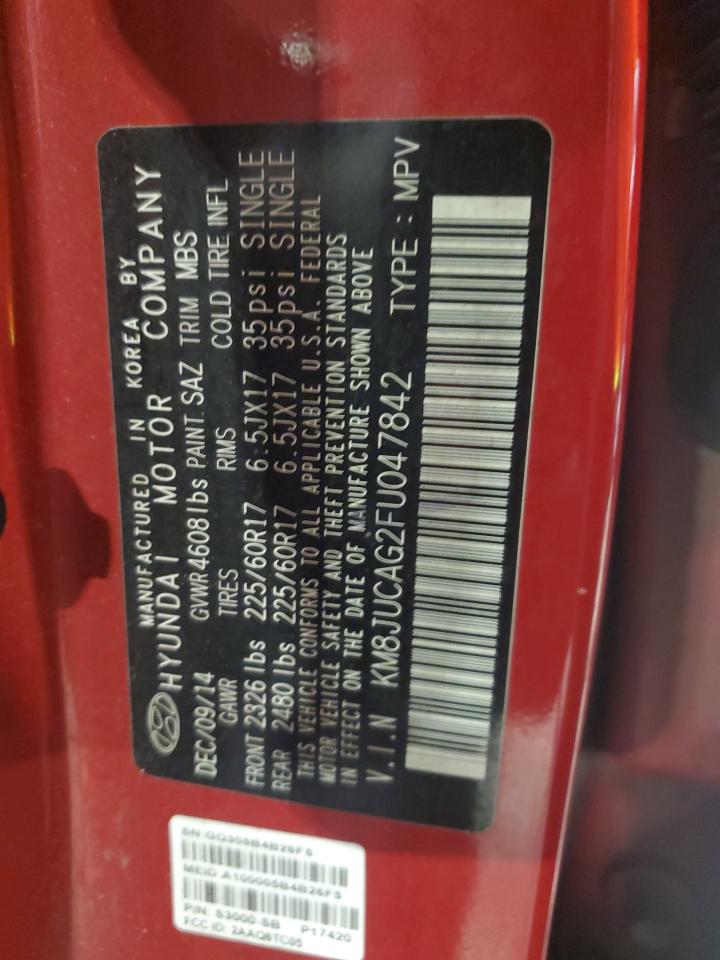 MANUFACTURED IN KOREA BY
HYUNDAI MOTOR COMPANY
DEC/09/14 GVWR 4608lbs PAINT SAZ TRIM MBS
GAWR TIRES RIMS COLD TIRE INFL
FRONT 2326 lbs 225/60R17 6.5JX17 35psi SINGLE
REAR 2480 lbs 225/60R17 6.5JX17 35psi SINGLE
THIS VEHICLE CONFORMS TO ALL APPLICABLE U.S.A. FEDERAL
MOTOR VEHICLE SAFETY AND THEFT PREVENTION STANDARDS
IN EFFECT ON THE DATE OF MANUFACTURE SHOWN ABOVE
V.I.N KM8JUCAG2FU047842 TYPE : MPV
SN:GQ305B4B26F5
MEID:A100005B4B26F5
P/N: S3000-SB P17420
FCC ID: 2AAQ6TC05